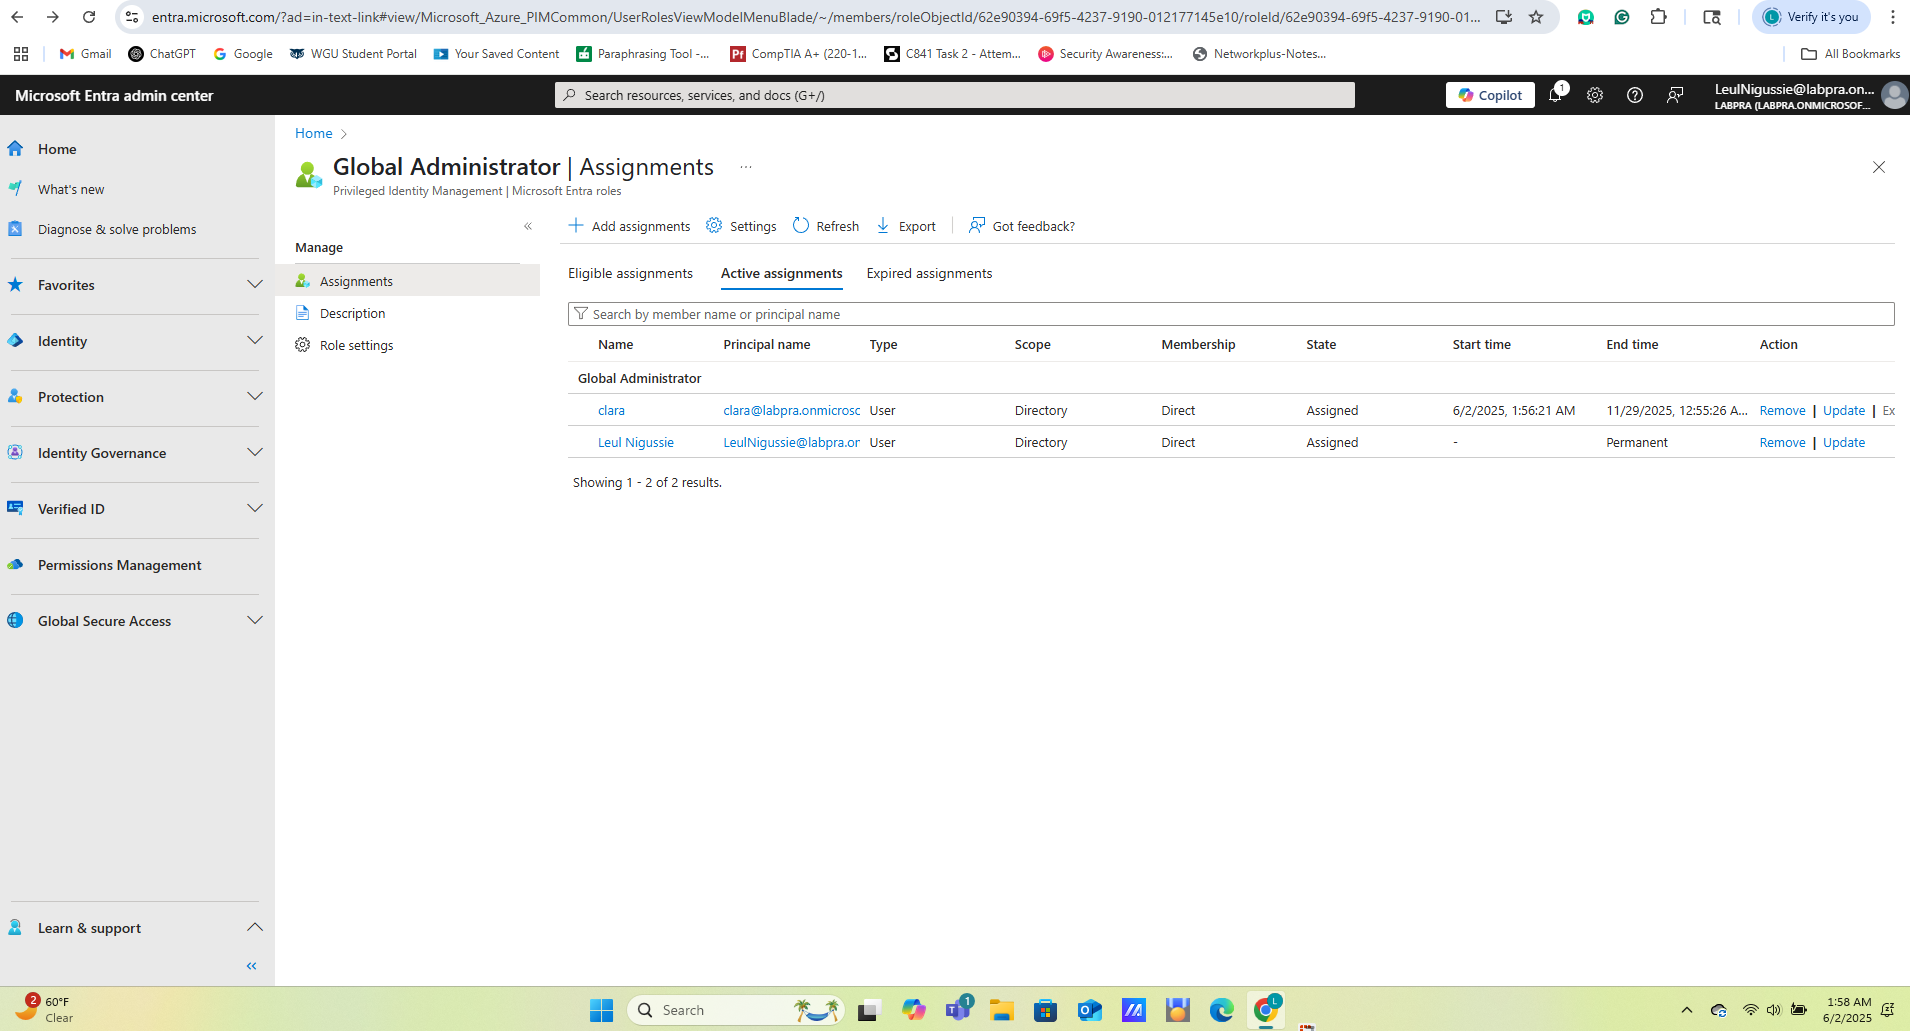 entra.microsoft.com/?ad=in-text-link#view/Microsoft_Azure_PIMCommon/UserRolesViewModelMenuBlade/~/members/roleObjectId/62e90394-69f5-4237-9190-012177145e10/roleId/62e90394-69f5-4237-9190-01... Verify it's you
Gmail ChatGPT Google WGU Student Portal Your Saved Content Paraphrasing Tool -... CompTIA A+ (220-1... C841 Task 2 - Attem... Security Awareness:... Networkplus-Notes... All Bookmarks
Microsoft Entra admin center
Search resources, services, and docs (G+/)
Copilot
1
LeulNigussie@labpra.on...
LABPRA (LABPRA.ONMICROSOF...
Home
What's new
Diagnose & solve problems
Favorites
Identity
Protection
Identity Governance
Verified ID
Permissions Management
Global Secure Access
Learn & support
Home
Global Administrator | Assignments ...
Privileged Identity Management | Microsoft Entra roles
Manage
Assignments
Description
Role settings
Add assignments Settings Refresh Export Got feedback?
Eligible assignments Active assignments Expired assignments
Search by member name or principal name
Name Principal name Type Scope Membership State Start time End time Action
Global Administrator
clara clara@labpra.onmicrosc User Directory Direct Assigned 6/2/2025, 1:56:21 AM 11/29/2025, 12:55:26 A... Remove | Update | Ex
Leul Nigussie LeulNigussie@labpra.or User Directory Direct Assigned - Permanent Remove | Update
Showing 1 - 2 of 2 results.
2
60°F
Clear
Search
1
L
1:58 AM
6/2/2025